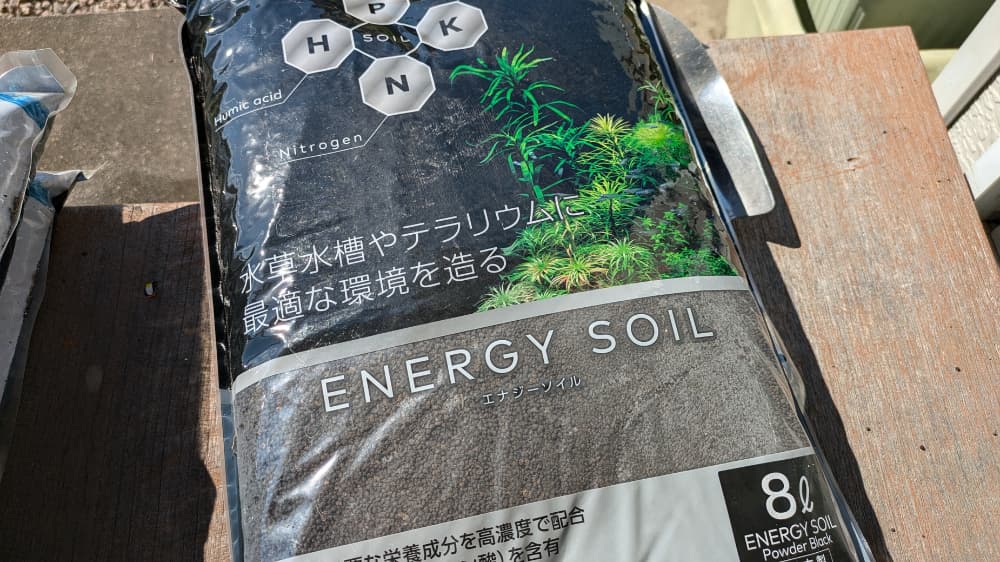 P
H
SOIL
K
N
Humic acid
Nitrogen
水草水槽やテラリウムに
最適な環境を造る
ENERGY SOIL
エナジーソイル
な栄養成分を高濃度で配合
酸)を含有
8ℓ
ENERGY SOIL
Powder Black